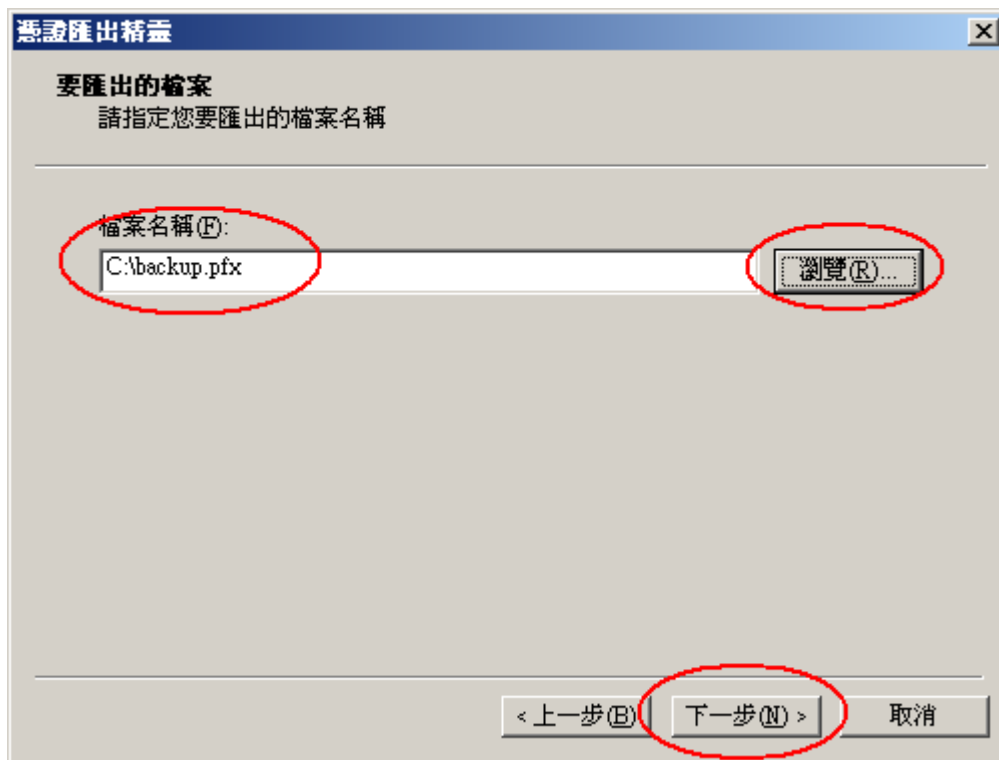 憑證匯出精靈
要匯出的檔案
請指定您要匯出的檔案名稱
檔案名稱(F):
C:\backup.pfx
瀏覽(R)...
< 上一步(B)
下一步(N) >
取消